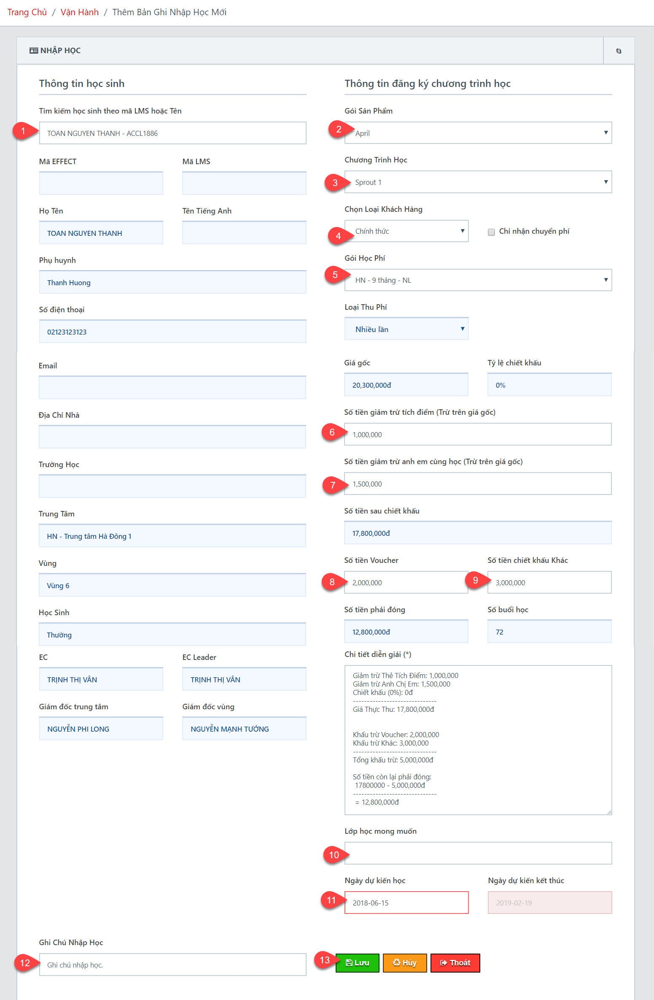 Trang Chủ / Vận Hành / Thêm Bản Ghi Nhập Học Mới
NHẬP HỌC
Thông tin học sinh
Tìm kiếm học sinh theo mã LMS hoặc Tên
1
TOAN NGUYEN THANH - ACCL1886
Mã EFFECT
Mã LMS
Họ Tên
Tên Tiếng Anh
TOAN NGUYEN THANH
Phụ huynh
Thanh Huong
Số điện thoại
02123123123
Email
Địa Chỉ Nhà
Trường Học
Trung Tâm
HN - Trung tâm Hà Đông 1
Vùng
Vùng 6
Học Sinh
Thường
EC
EC Leader
TRỊNH THỊ VÂN
TRỊNH THỊ VÂN
Giám đốc trung tâm
Giám đốc vùng
NGUYỄN PHI LONG
NGUYỄN MẠNH TƯỞNG
Thông tin đăng ký chương trình học
Gói Sản Phẩm
2
April
Chương Trình Học
3
Sprout 1
Chọn Loại Khách Hàng
4
Chính thức
Chỉ nhận chuyển phí
Gói Học Phí
5
HN - 9 tháng - NL
Loại Thu Phí
Nhiều lần
Giá gốc
Tỷ lệ chiết khấu
20,300,000đ
0%
Số tiền giảm trừ tích điểm (Trừ trên giá gốc)
6
1,000,000
Số tiền giảm trừ anh em cùng học (Trừ trên giá gốc)
7
1,500,000
Số tiền sau chiết khấu
17,800,000đ
Số tiền Voucher
Số tiền chiết khấu Khác
8
2,000,000
9
3,000,000
Số tiền phải đóng
Số buổi học
12,800,000đ
72
Chi tiết diễn giải (*)
Giảm trừ Thẻ Tích Điểm: 1,000,000
Giảm trừ Anh Chị Em: 1,500,000
Chiết khấu (0%): 0đ
------------------------------
Giá Thực Thu: 17,800,000đ
Khấu trừ Voucher: 2,000,000
Khấu trừ Khác: 3,000,000
------------------------------
Tổng khấu trừ: 5,000,000đ
Số tiền còn lại phải đóng:
17800000 - 5,000,000đ
------------------------------
= 12,800,000đ
Lớp học mong muốn
10
Ngày dự kiến học
Ngày dự kiến kết thúc
11
2018-06-15
2019-02-19
Ghi Chú Nhập Học
12
Ghi chú nhập học.
13
Lưu
Hủy
Thoát